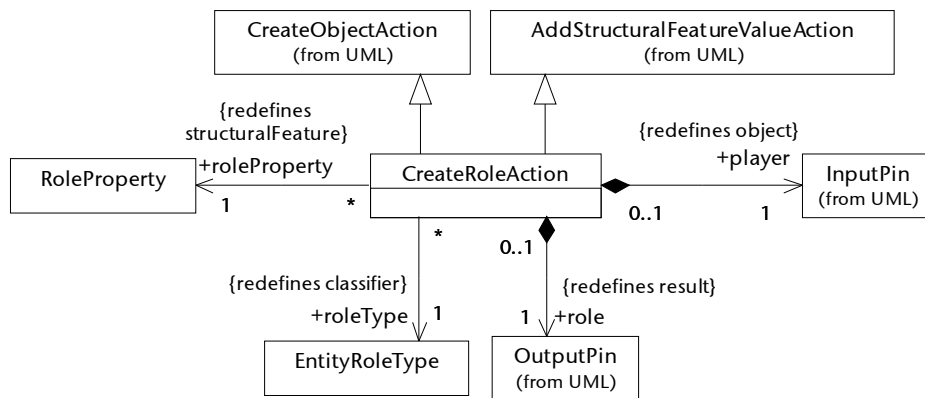 CreateObjectAction
(from UML)
AddStructuralFeatureValueAction
(from UML)
{redefines
structuralFeature}
+roleProperty
{redefines object}
+player
RoleProperty
CreateRoleAction
InputPin
(from UML)
1
*
0..1
1
*
0..1
{redefines classifier}
+roleType
1
{redefines result}
1
+role
EntityRoleType
OutputPin
(from UML)